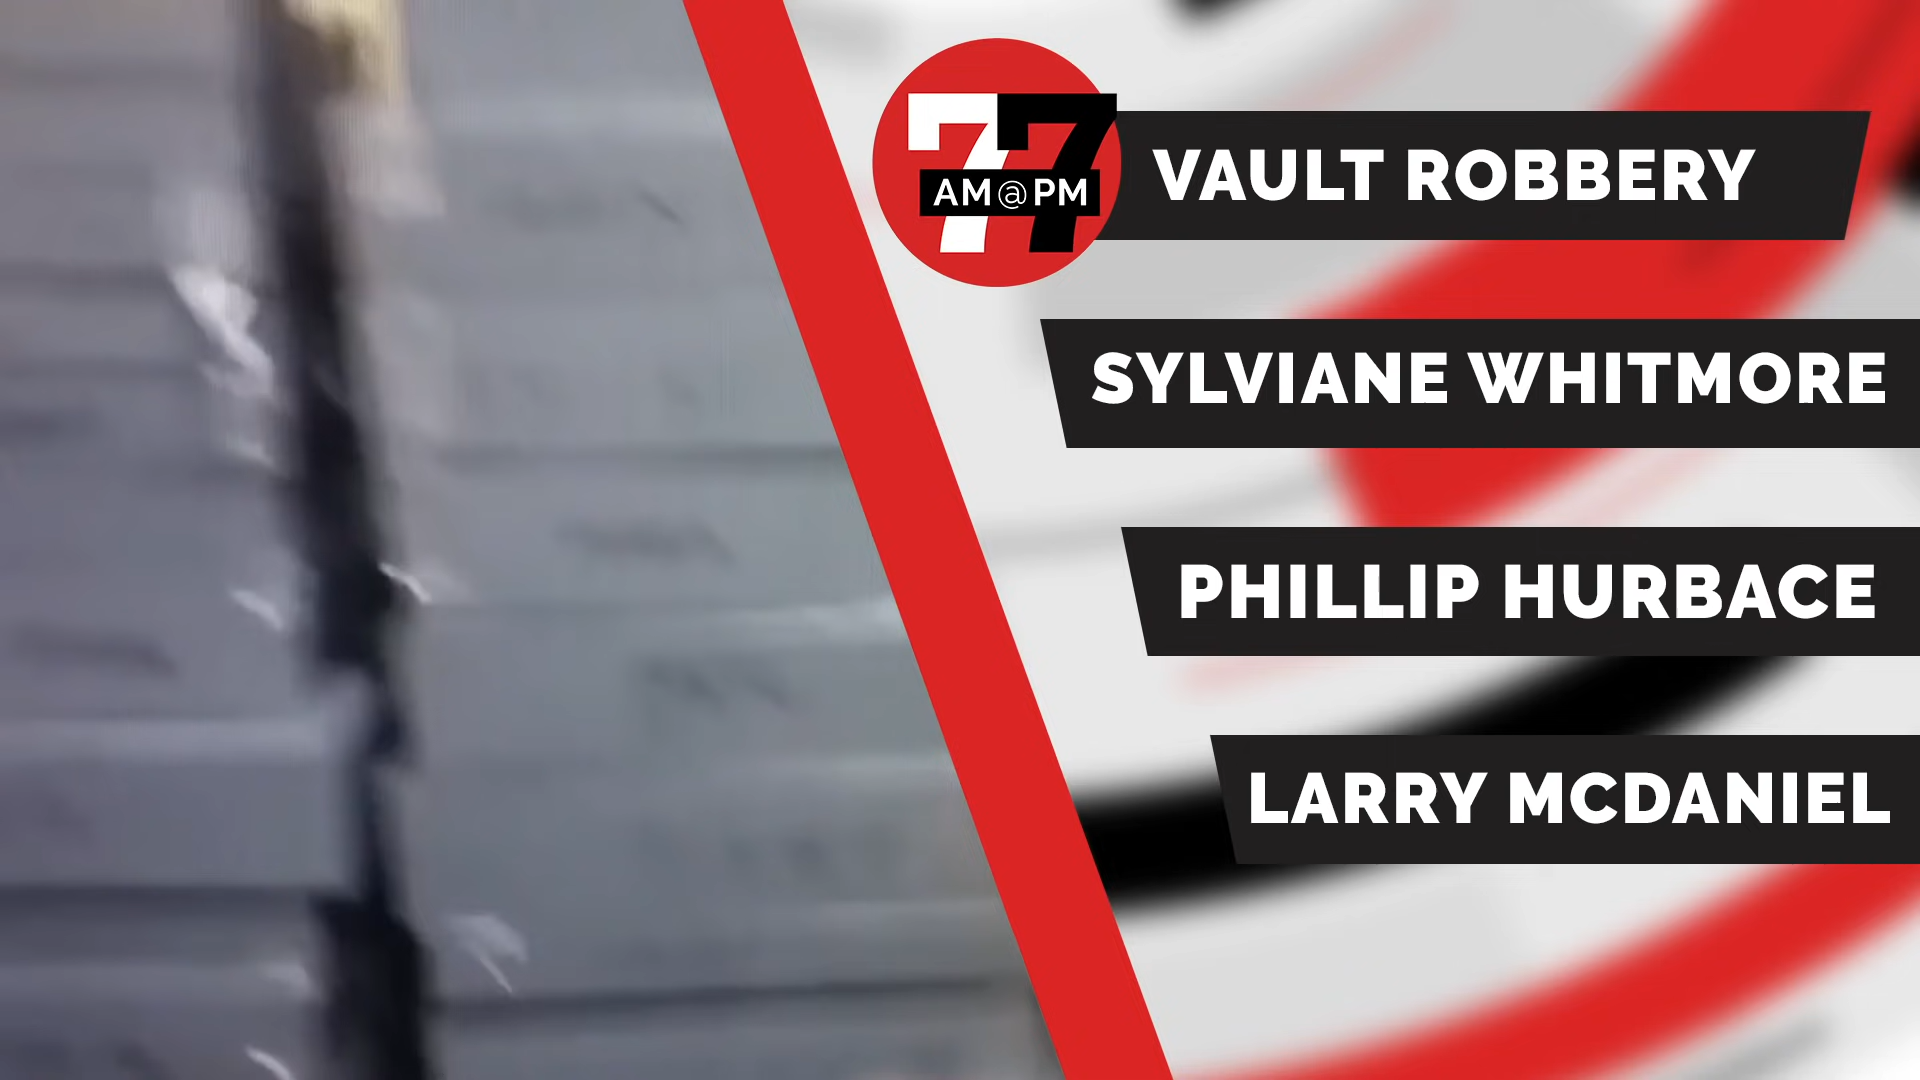 77
AM@PM
VAULT ROBBERY
SYLVIANE WHITMORE
PHILLIP HURBACE
LARRY MCDANIEL